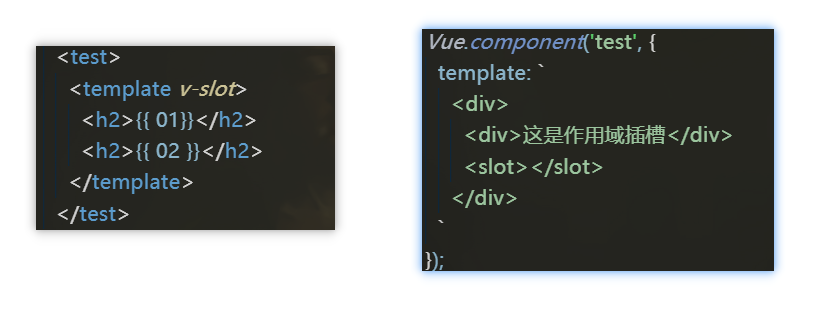 <test>
<template v-slot>
<h2>{{ 01}}</h2>
<h2>{{ 02 }}</h2>
</template>
</test>
Vue.component('test', {
template: `
<div>
<div>这是作用域插槽</div>
<slot></slot>
</div>
`
});